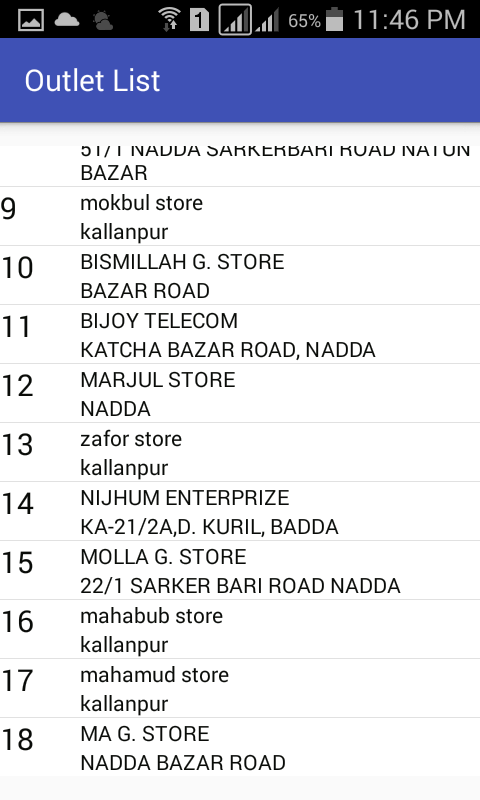 1 65% 11:46 PM
Outlet List
51/1 NADDA SARKERBARI ROAD NATUN
BAZAR
9 mokbul store
kallanpur
10 BISMILLAH G. STORE
BAZAR ROAD
11 BIJOY TELECOM
KATCHA BAZAR ROAD, NADDA
12 MARJUL STORE
NADDA
13 zafor store
kallanpur
14 NIJHUM ENTERPRIZE
KA-21/2A,D. KURIL, BADDA
15 MOLLA G. STORE
22/1 SARKER BARI ROAD NADDA
16 mahabub store
kallanpur
17 mahamud store
kallanpur
18 MA G. STORE
NADDA BAZAR ROAD